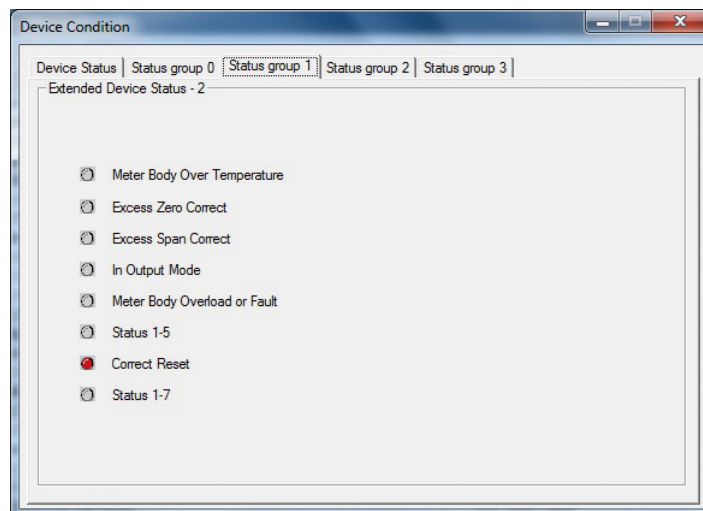 Device Condition
Device Status Status group 0 Status group 1 Status group 2 Status group 3
Extended Device Status - 2
Meter Body Over Temperature
Excess Zero Correct
Excess Span Correct
In Output Mode
Meter Body Overload or Fault
Status 1-5
Correct Reset
Status 1-7